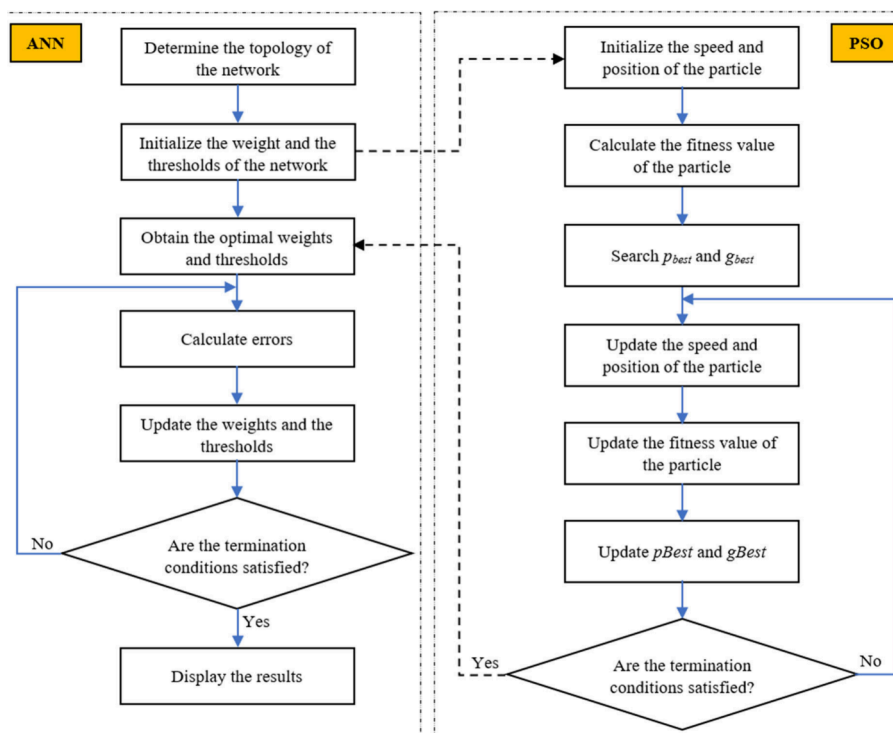 ANN
Determine the topology of
the network
Initialize the weight and the
thresholds of the network
Obtain the optimal weights
and thresholds
Calculate errors
Update the weights and the
thresholds
No
Are the termination
conditions satisfied?
Yes
Display the results
PSO
Initialize the speed and
position of the particle
Calculate the fitness value
of the particle
Search pbest and gbest
Update the speed and
position of the particle
Update the fitness value of
the particle
Update pBest and gBest
Yes
Are the termination
conditions satisfied?
No